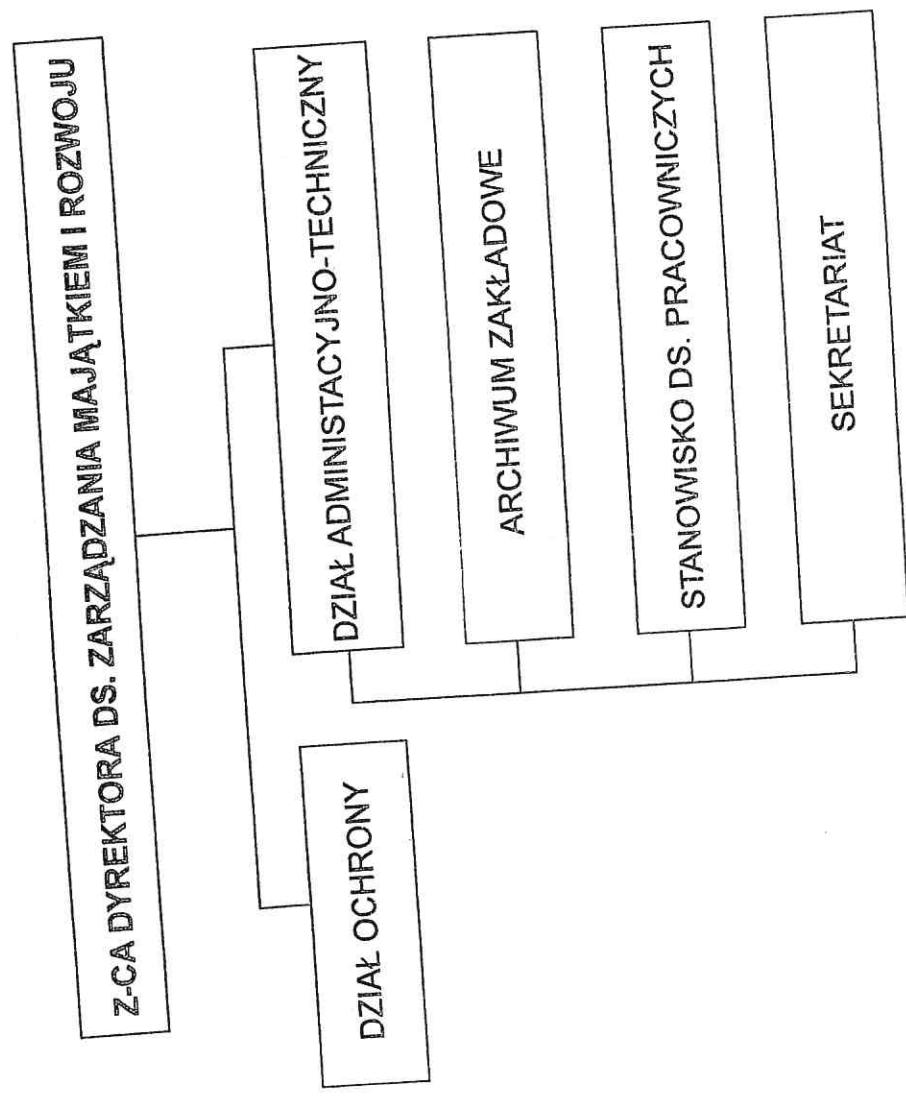 Z-CA DYREKTORA DS. ZARZĄDZANIA MAJĄTKIEM I ROZWOJU
DZIAŁ OCHRONY
DZIAŁ ADMINISTACYJNO-TECHNICZNY
ARCHIWUM ZAKŁADOWE
STANOWISKO DS. PRACOWNICZYCH
SEKRETARIAT